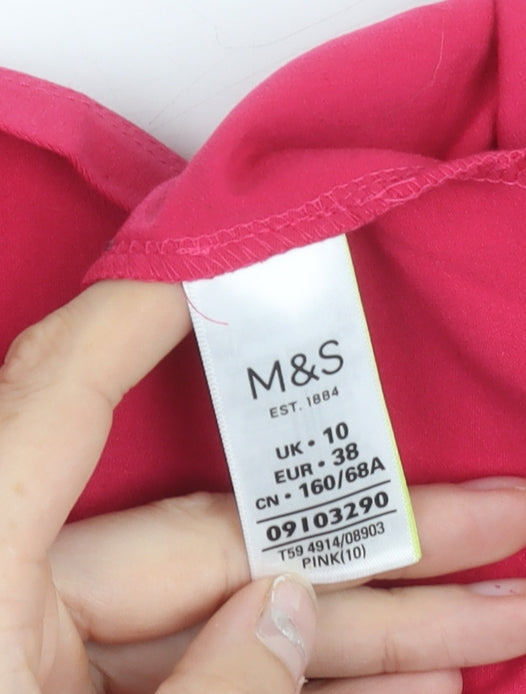 M&S
EST. 1884
UK • 10
EUR • 38
CN • 160/68A
09103290
T59 4914/08903
PINK(10)